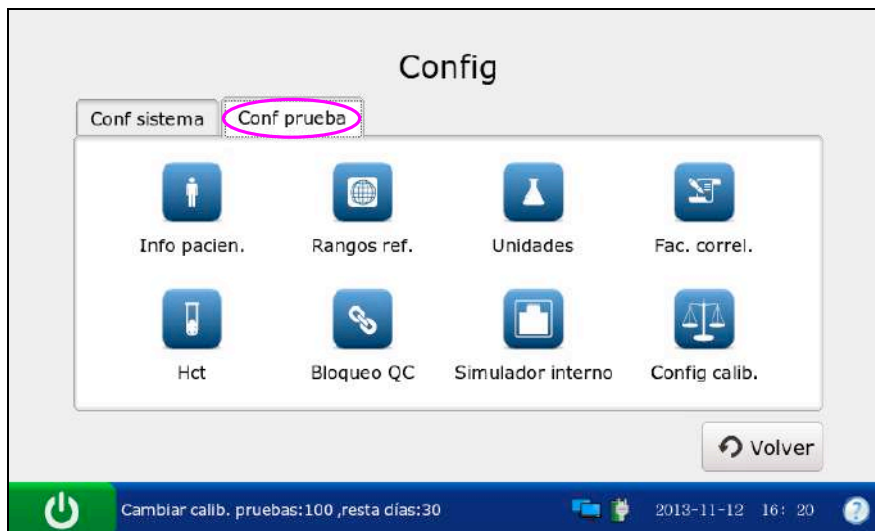 Config
Conf sistema Conf prueba
Info pacien. Rangos ref. Unidades Fac. correl.
Hct Bloqueo QC Simulador interno Config calib.
Volver
Cambiar calib. pruebas:100 ,resta días:30 2013-11-12 16: 20 ?